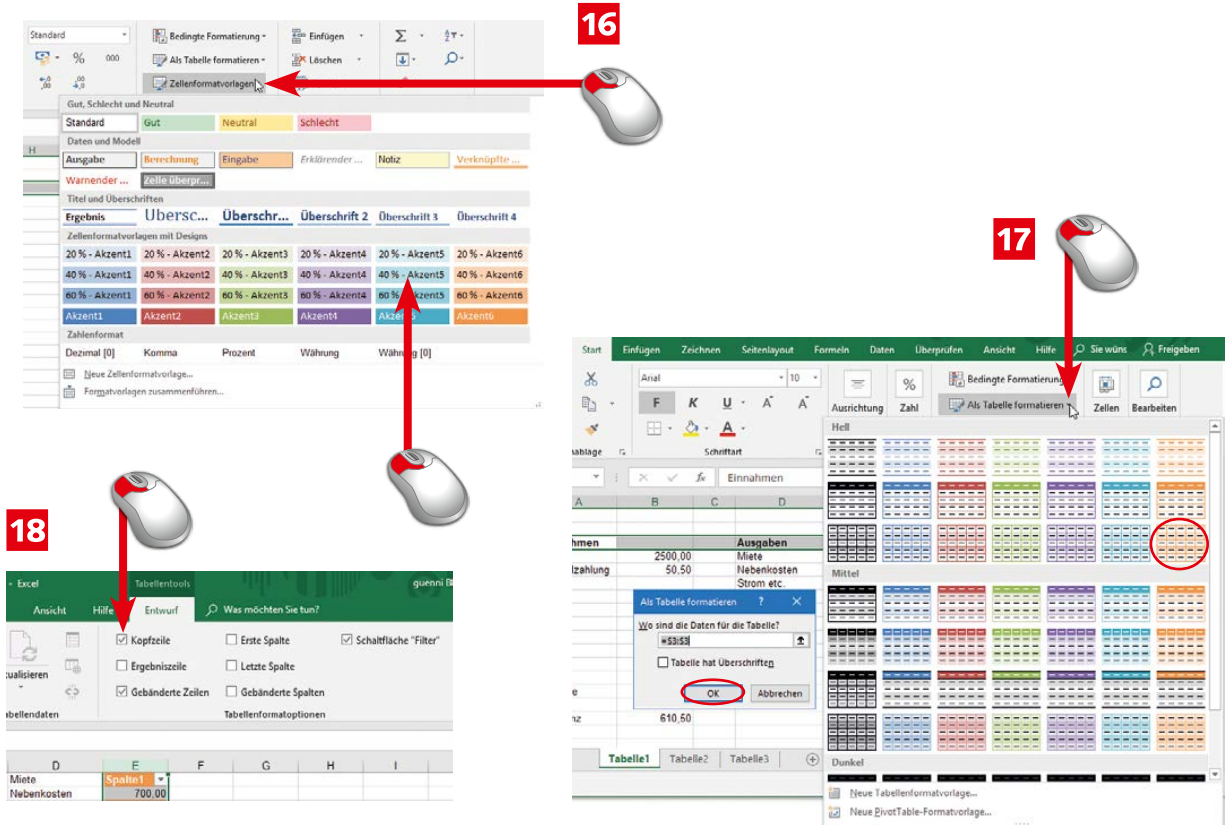 16
Standard
Bedingte Formatierung
Einfügen
Σ
% 000
Als Tabelle formatieren
Löschen
Zellenformatvorlagen
Gut, Schlecht und Neutral
Standard Gut Neutral Schlecht
H
Daten und Modell
Ausgabe Berechnung Eingabe Erklärender ... Notiz Verknüpfte ...
Warnender ... Zelle überpr...
Titel und Überschriften
Ergebnis Übersc... Überschr... Überschrift 2 Überschrift 3 Überschrift 4
Zellenformatvorlagen mit Designs
20 % - Akzent1 20 % - Akzent2 20 % - Akzent3 20 % - Akzent4 20 % - Akzent5 20 % - Akzent6
40 % - Akzent1 40 % - Akzent2 40 % - Akzent3 40 % - Akzent4 40 % - Akzent5 40 % - Akzent6
60 % - Akzent1 60 % - Akzent2 60 % - Akzent3 60 % - Akzent4 60 % - Akzent5 60 % - Akzent6
Akzent1 Akzent2 Akzent3 Akzent4 Akzent5 Akzent6
Zahlenformat
Dezimal [0] Komma Prozent Währung Währung [0]
Neue Zellenformatvorlage...
Formatvorlagen zusammenführen...
17
Start Einfügen Zeichnen Seitenlayout Formeln Daten Überprüfen Ansicht Hilfe Sie wüns Freigeben
Arial 10
% Bedingte Formatierung
F K U A A
Ausrichtung Zahl Als Tabelle formatieren Zellen Bearbeiten
A
nablage Schriftart
Hell
fx Einnahmen
A B C D
hmen Ausgaben
2500,00 Miete
lzahlung 50,50 Nebenkosten
Strom etc.
Mittel
Als Tabelle formatieren ? ×
Wo sind die Daten für die Tabelle?
=$3:$3
Tabelle hat Überschriften
OK Abbrechen
e
nz 610,50
Tabelle1 Tabelle2 Tabelle3
Dunkel
Neue Tabellenformatvorlage...
Neue PivotTable-Formatvorlage...
18
- Excel Tabellentools guenni B
Ansicht Hilfe Entwurf Was möchten Sie tun?
Kopfzeile Erste Spalte Schaltfläche "Filter"
Ergebniszeile Letzte Spalte
tualisieren
Gebänderte Zeilen Gebänderte Spalten
abellendaten Tabellenformatoptionen
D E F G H I
Miete Spalte1
Nebenkosten 700,00